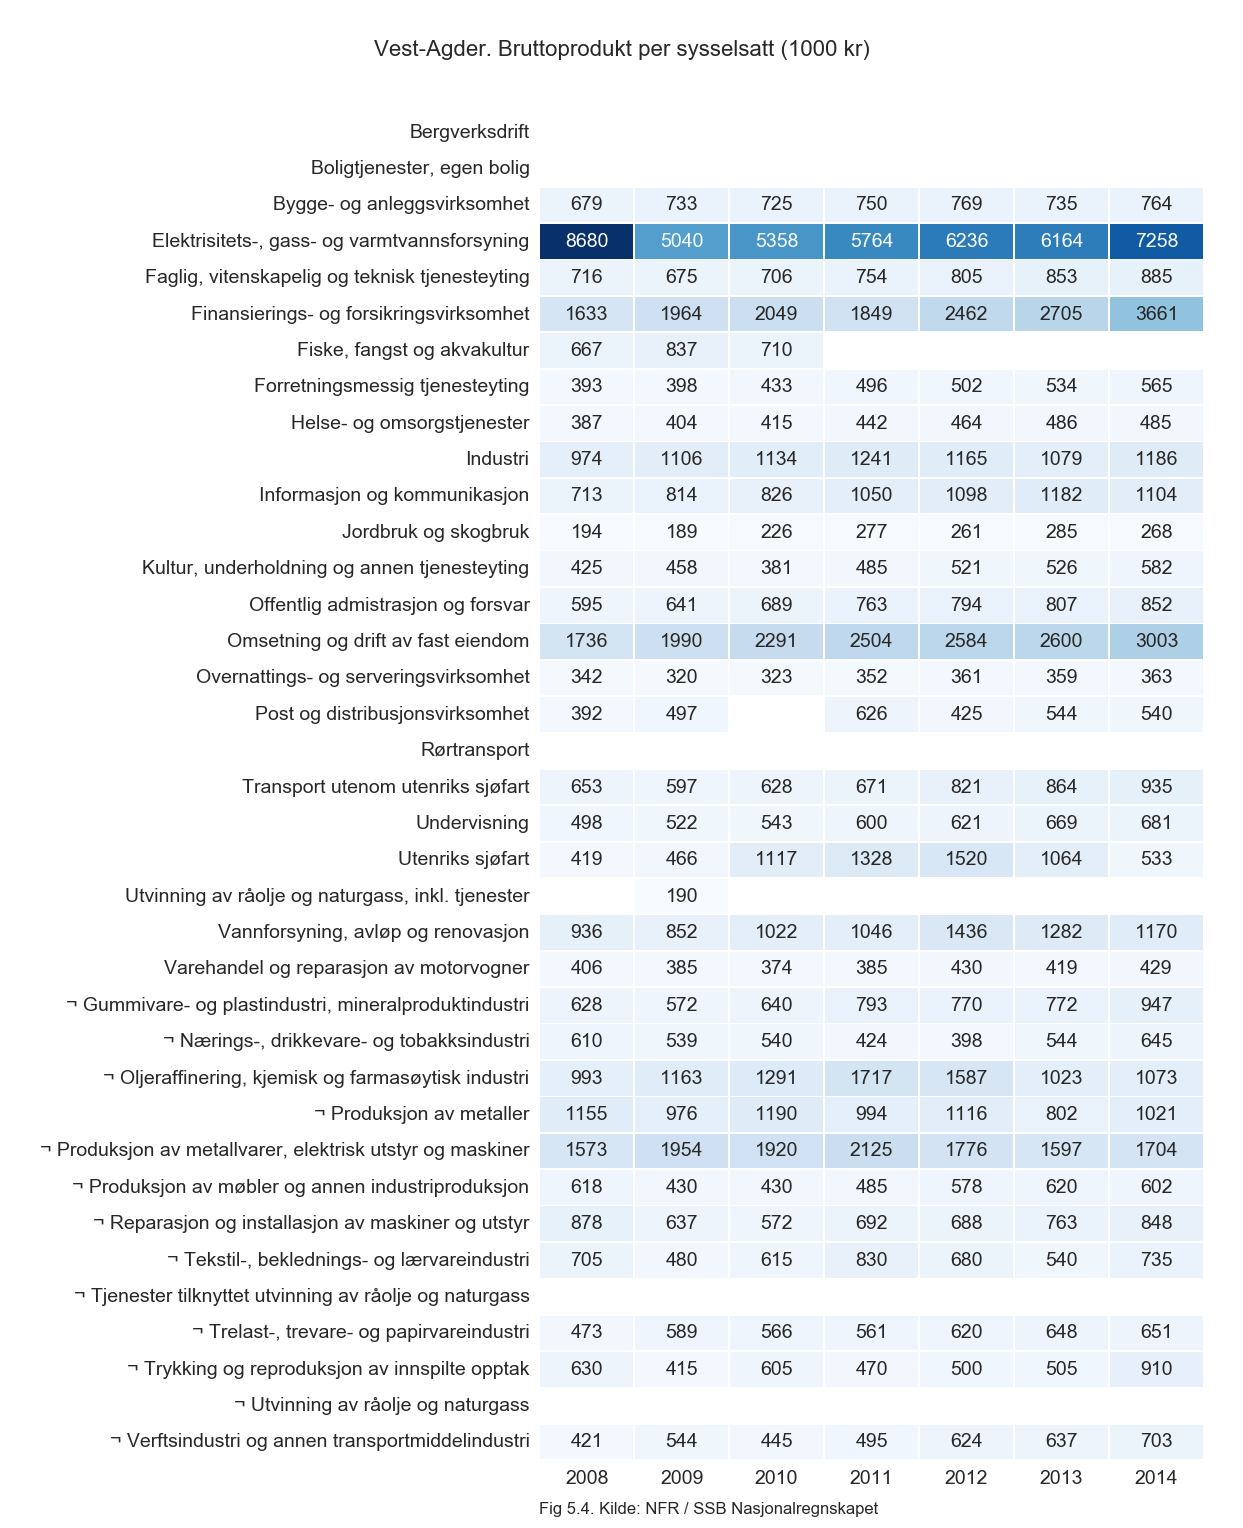 Vest-Agder. Bruttoprodukt per sysselsatt (1000 kr)
Bergverksdrift
Boligtjenester, egen bolig
Bygge- og anleggsvirksomhet 679 733 725 750 769 735 764
Elektrisitets-, gass- og varmtvannsforsyning 8680 5040 5358 5764 6236 6164 7258
Faglig, vitenskapelig og teknisk tjenesteyting 716 675 706 754 805 853 885
Finansierings- og forsikringsvirksomhet 1633 1964 2049 1849 2462 2705 3661
Fiske, fangst og akvakultur 667 837 710
Forretningsmessig tjenesteyting 393 398 433 496 502 534 565
Helse- og omsorgstjenester 387 404 415 442 464 486 485
Industri 974 1106 1134 1241 1165 1079 1186
Informasjon og kommunikasjon 713 814 826 1050 1098 1182 1104
Jordbruk og skogbruk 194 189 226 277 261 285 268
Kultur, underholdning og annen tjenesteyting 425 458 381 485 521 526 582
Offentlig admistrasjon og forsvar 595 641 689 763 794 807 852
Omsetning og drift av fast eiendom 1736 1990 2291 2504 2584 2600 3003
Overnattings- og serveringsvirksomhet 342 320 323 352 361 359 363
Post og distribusjonsvirksomhet 392 497 626 425 544 540
Rørtransport
Transport utenom utenriks sjøfart 653 597 628 671 821 864 935
Undervisning 498 522 543 600 621 669 681
Utenriks sjøfart 419 466 1117 1328 1520 1064 533
Utvinning av råolje og naturgass, inkl. tjenester 190
Vannforsyning, avløp og renovasjon 936 852 1022 1046 1436 1282 1170
Varehandel og reparasjon av motorvogner 406 385 374 385 430 419 429
¬ Gummivare- og plastindustri, mineralproduktindustri 628 572 640 793 770 772 947
¬ Nærings-, drikkevare- og tobakksindustri 610 539 540 424 398 544 645
¬ Oljeraffinering, kjemisk og farmasøytisk industri 993 1163 1291 1717 1587 1023 1073
¬ Produksjon av metaller 1155 976 1190 994 1116 802 1021
¬ Produksjon av metallvarer, elektrisk utstyr og maskiner 1573 1954 1920 2125 1776 1597 1704
¬ Produksjon av møbler og annen industriproduksjon 618 430 430 485 578 620 602
¬ Reparasjon og installasjon av maskiner og utstyr 878 637 572 692 688 763 848
¬ Tekstil-, beklednings- og lærvareindustri 705 480 615 830 680 540 735
¬ Tjenester tilknyttet utvinning av råolje og naturgass
¬ Trelast-, trevare- og papirvareindustri 473 589 566 561 620 648 651
¬ Trykking og reproduksjon av innspilte opptak 630 415 605 470 500 505 910
¬ Utvinning av råolje og naturgass
¬ Verftsindustri og annen transportmiddelindustri 421 544 445 495 624 637 703
2008 2009 2010 2011 2012 2013 2014
Fig 5.4. Kilde: NFR / SSB Nasjonalregnskapet